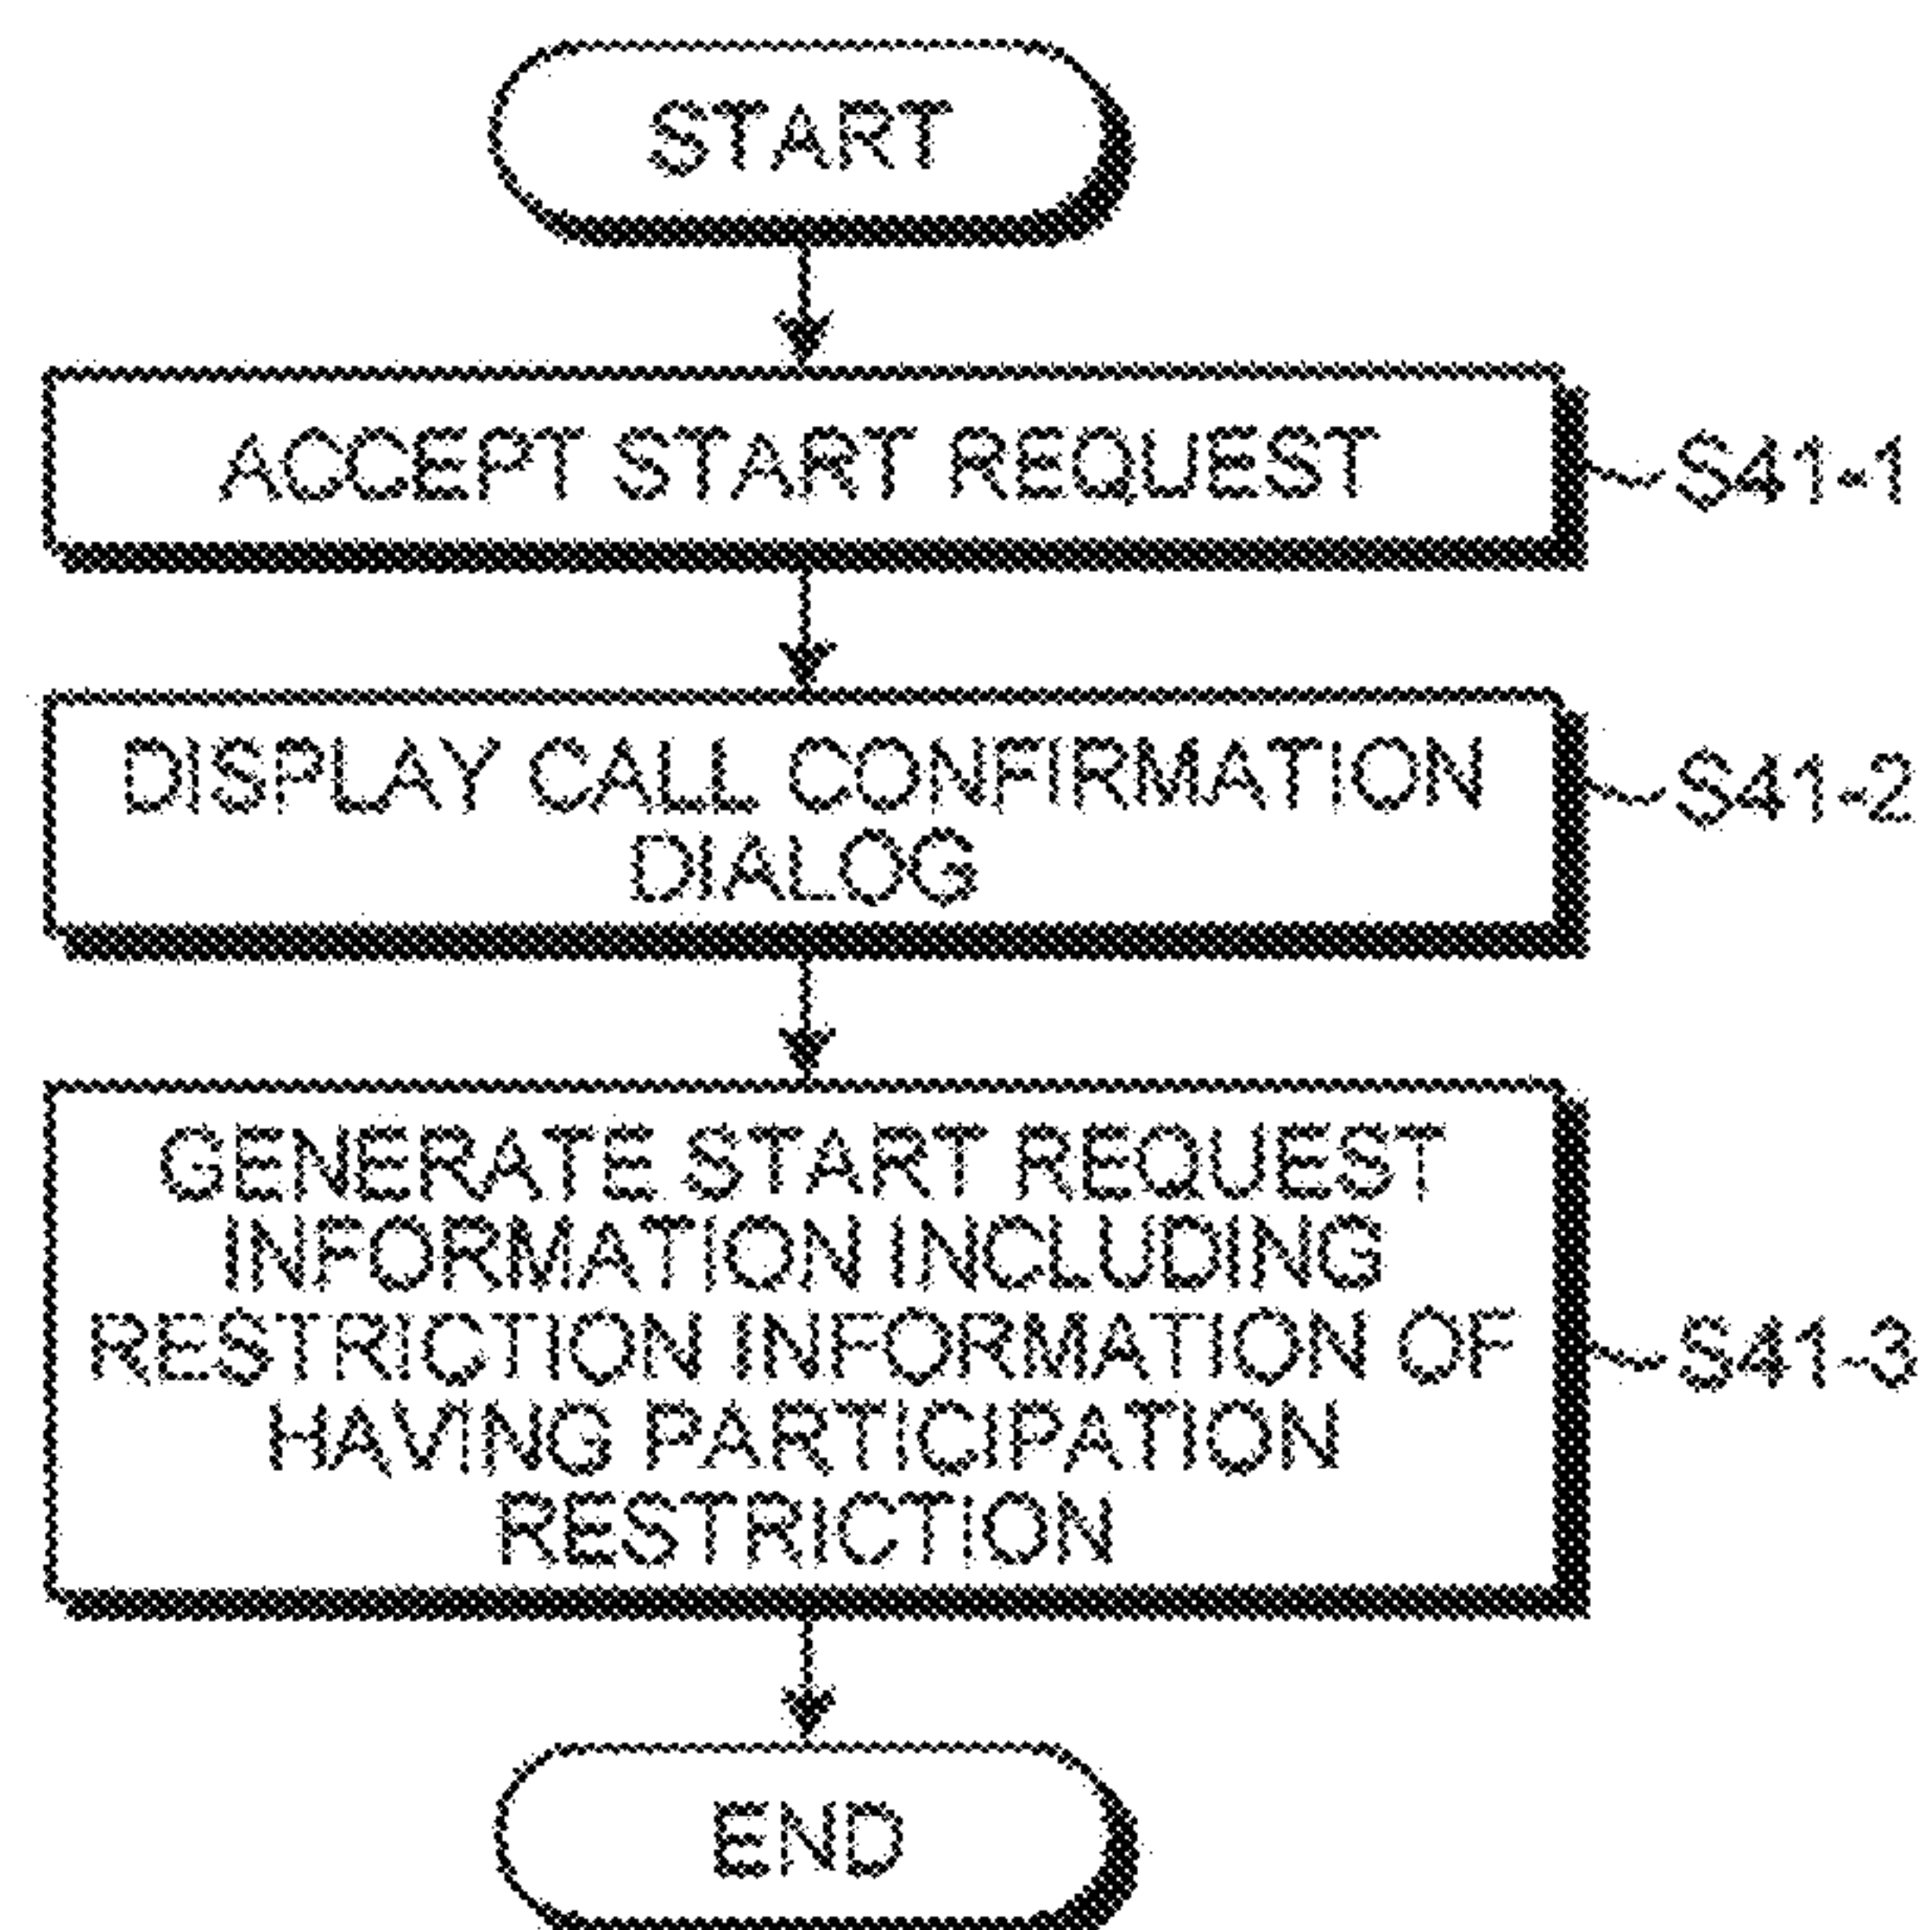 START
ACCEPT START REQUEST
S41-1
DISPLAY CALL CONFIRMATION
DIALOG
S41-2
GENERATE START REQUEST
INFORMATION INCLUDING
RESTRICTION INFORMATION OF
HAVING PARTICIPATION
RESTRICTION
S41-3
END